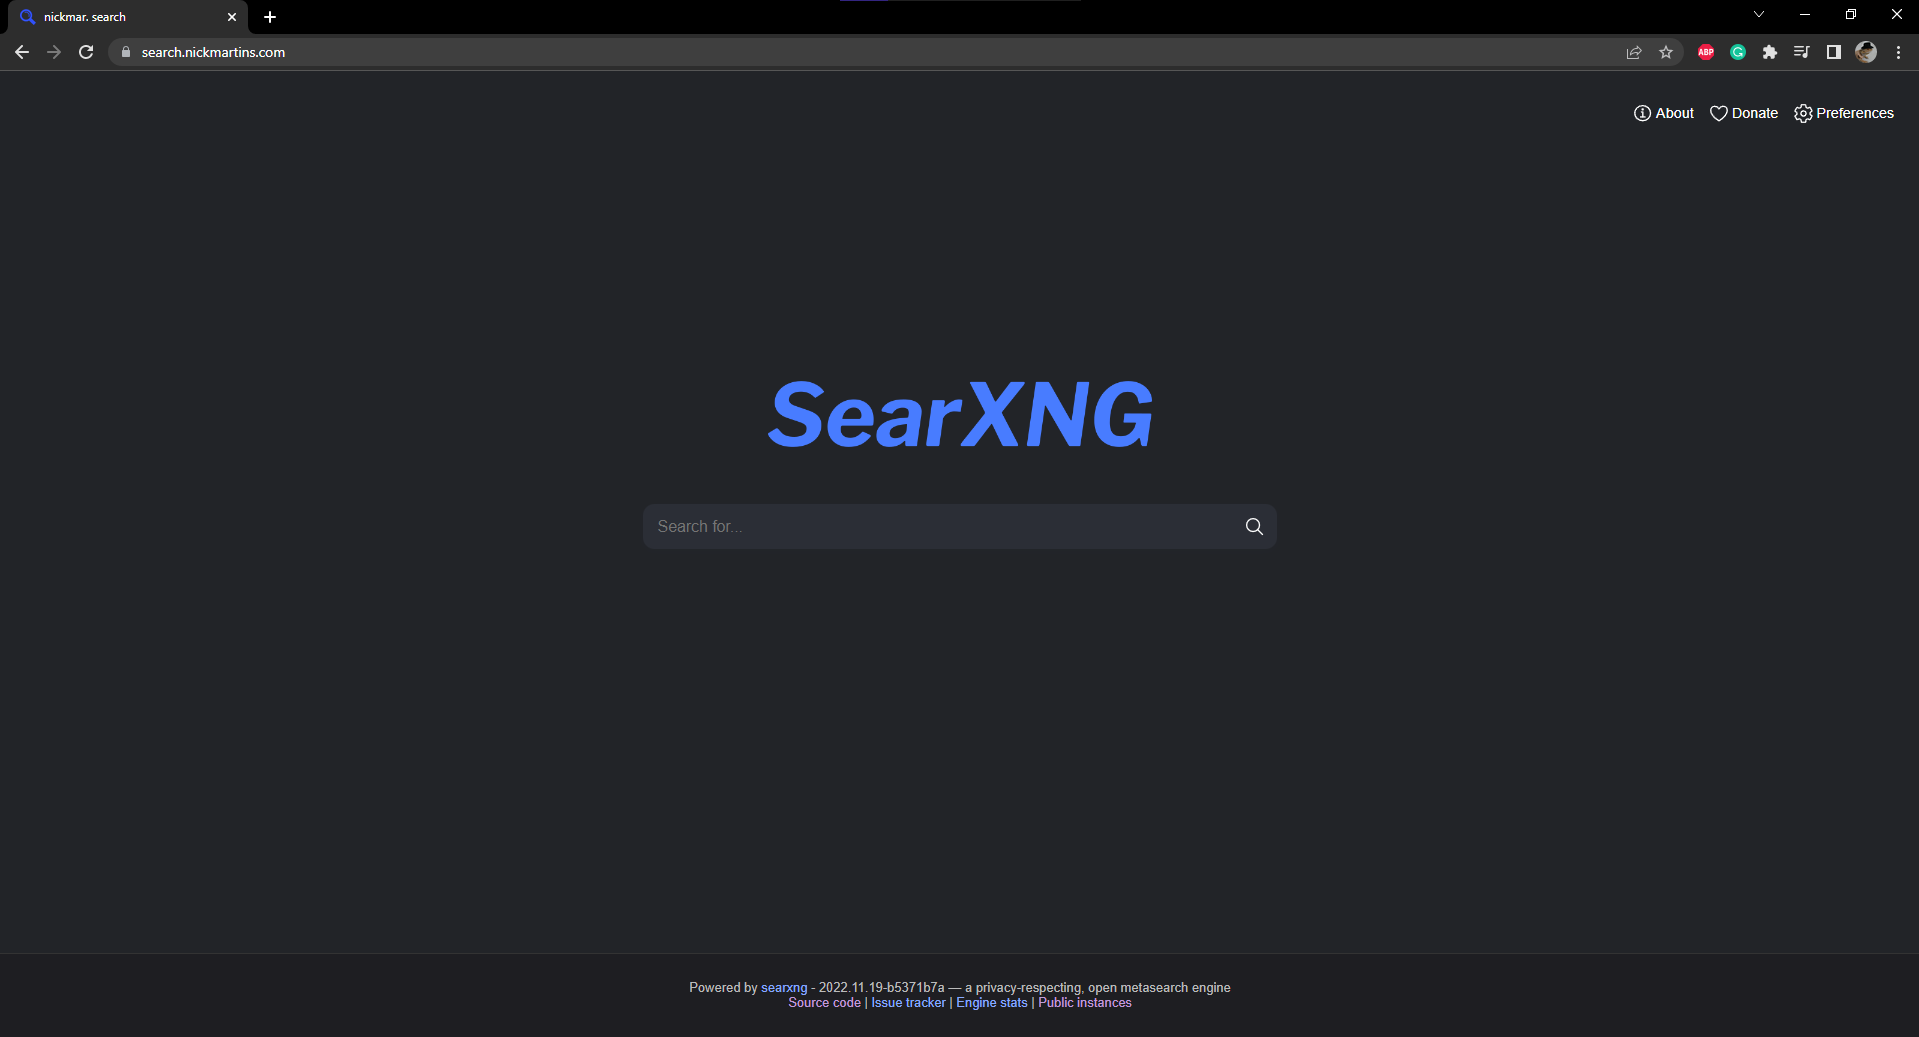 nickmar. search
search.nickmartins.com
ABP
About Donate Preferences
SearXNG
Search for...
Powered by searxng - 2022.11.19-b5371b7a — a privacy-respecting, open metasearch engine
Source code | Issue tracker | Engine stats | Public instances